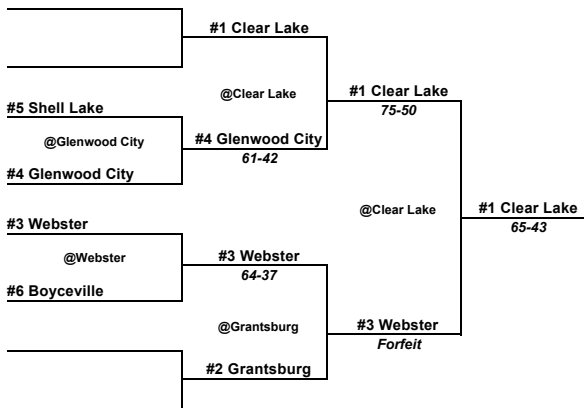 #1 Clear Lake
@Clear Lake
#1 Clear Lake
75-50
#5 Shell Lake
@Glenwood City
#4 Glenwood City
61-42
#4 Glenwood City
@Clear Lake
#1 Clear Lake
65-43
#3 Webster
@Webster
#3 Webster
64-37
#6 Boyceville
@Grantsburg
#3 Webster
Forfeit
#2 Grantsburg